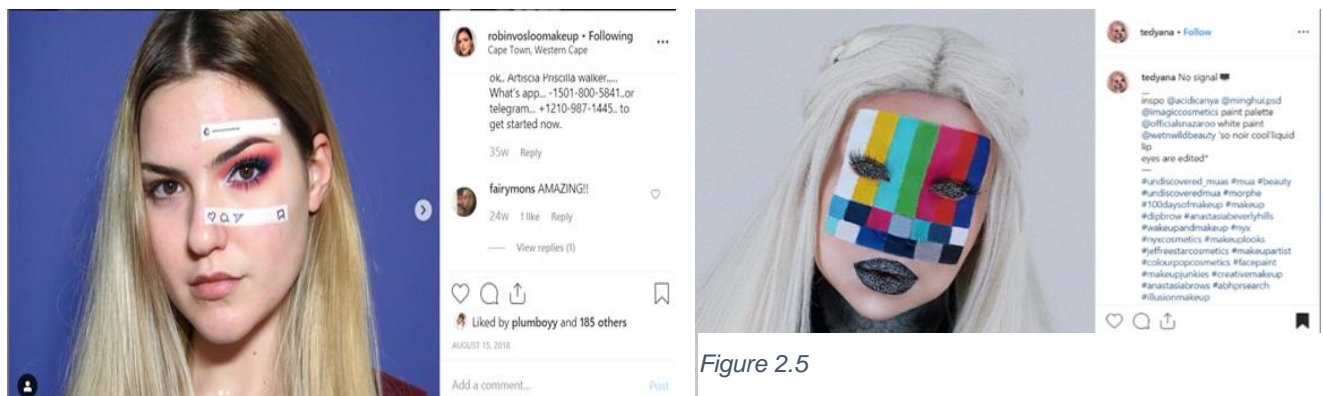 robinvosloomakeup • Following
Cape Town, Western Cape
ok.. Artiscia Priscilla walker.....
What's app... -1501-800-5841..or
telegram... +1210-987-1445.. to
get started now.
35w Reply
fairymons AMAZING!!
24w 1 like Reply
View replies (1)
Liked by plumboyy and 185 others
AUGUST 15, 2018
Add a comment... Post
tedyana • Follow
tedyana No signal
inspo @acidicanya @minghui.psd
@imagiccosmetics paint palette
@officialsnazaroo white paint
@wetnwildbeauty 'so noir cool'liquid
lip
eyes are edited*
#undiscovered_muas #mua #beauty
#undiscoveredmua #morphe
#100daysofmakeup #makeup
#dipbrow #anastasiabeverlyhills
#wakeupandmakeup #nyx
#nyxcosmetics #makeuplooks
#jeffreestarcosmetics #makeupartist
#colourpopcosmetics #facepaint
#makeupjunkies #creativemakeup
#anastasiabrows #abhprsearch
#illusionmakeup
Figure 2.5